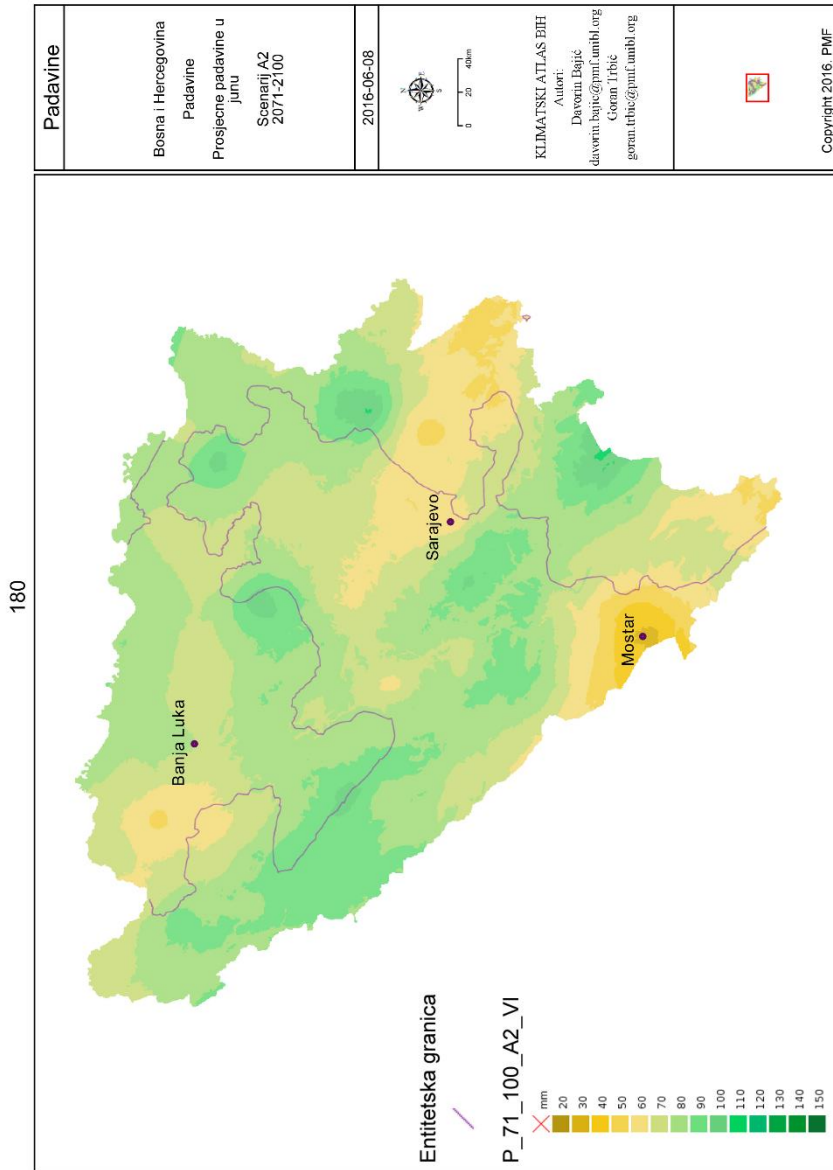 180
Padavine
Bosna i Hercegovina
Padavine
Prosjecne padavine u
junu
Scenarij A2
2071-2100
2016-06-08
N
W
E
S
0 20 40km
KLIMATSKI ATLAS BIH
Autori:
Davorin Bajić
davorin.bajic@pmf.unibl.org
Goran Trbić
goran.trbic@pmf.unibl.org
Copyright 2016. PMF
Banja Luka
Sarajevo
Mostar
Entitetska granica
P_71_100_A2_VI
mm
20
30
40
50
60
70
80
90
100
110
120
130
140
150